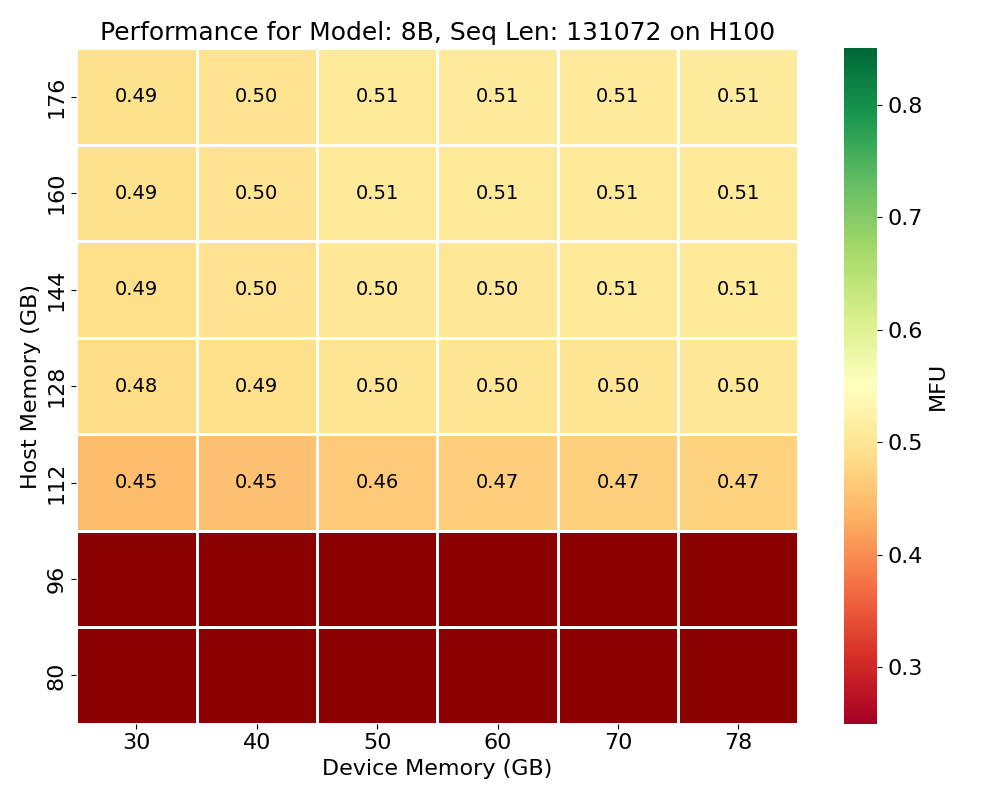 Performance for Model: 8B, Seq Len: 131072 on H100
176 0.49 0.50 0.51 0.51 0.51 0.51
160 0.49 0.50 0.51 0.51 0.51 0.51
144 0.49 0.50 0.50 0.50 0.51 0.51
128 0.48 0.49 0.50 0.50 0.50 0.50
112 0.45 0.45 0.46 0.47 0.47 0.47
96
80
Host Memory (GB)
30 40 50 60 70 78
Device Memory (GB)
0.8
0.7
0.6
0.5
0.4
0.3
MFU